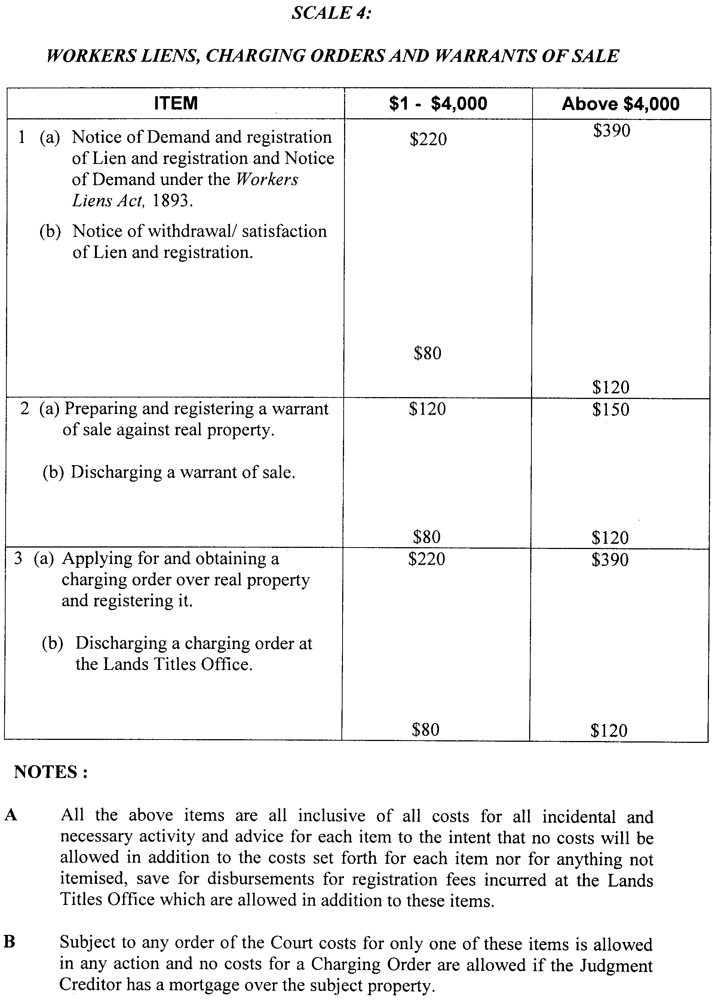 SCALE 4:
WORKERS LIENS, CHARGING ORDERS AND WARRANTS OF SALE
ITEM $1 - $4,000 Above $4,000
1 (a) Notice of Demand and registration $220 $390
of Lien and registration and Notice
of Demand under the Workers
Liens Act, 1893.
(b) Notice of withdrawal/ satisfaction
of Lien and registration.
$80
$120
2 (a) Preparing and registering a warrant $120 $150
of sale against real property.
(b) Discharging a warrant of sale.
$80 $120
3 (a) Applying for and obtaining a $220 $390
charging order over real property
and registering it.
(b) Discharging a charging order at
the Lands Titles Office.
$80 $120
NOTES :
A All the above items are all inclusive of all costs for all incidental and
necessary activity and advice for each item to the intent that no costs will be
allowed in addition to the costs set forth for each item nor for anything not
itemised, save for disbursements for registration fees incurred at the Lands
Titles Office which are allowed in addition to these items.
B Subject to any order of the Court costs for only one of these items is allowed
in any action and no costs for a Charging Order are allowed if the Judgment
Creditor has a mortgage over the subject property.